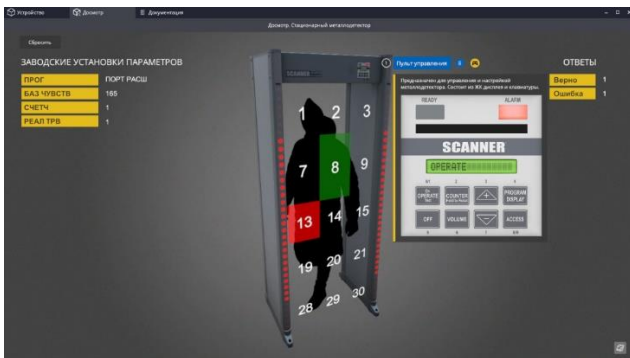 Устройство Досмотр Документация
Досмотр. Стационарный металлодетектор
Сбросить
ЗАВОДСКИЕ УСТАНОВКИ ПАРАМЕТРОВ
ПРОГ ПОРТ РАСШ
БАЗ ЧУВСТВ 165
СЧЕТЧ 1
РЕАЛ ТРВ 1
SCANNER
1 2 3
7 8 9
13 14 15
19 20 21
28 29 30
Пульт управления
Предназначен для управления и настройкой
металлодетектора. Состоит из ЖК дисплея и клавиатуры.
READY ALARM
SCANNER
OPERATE
OPERATE COUNTER PROGRAM
DISPLAY
OFF VOLUME ACCESS
ОТВЕТЫ
Верно 1
Ошибка 1